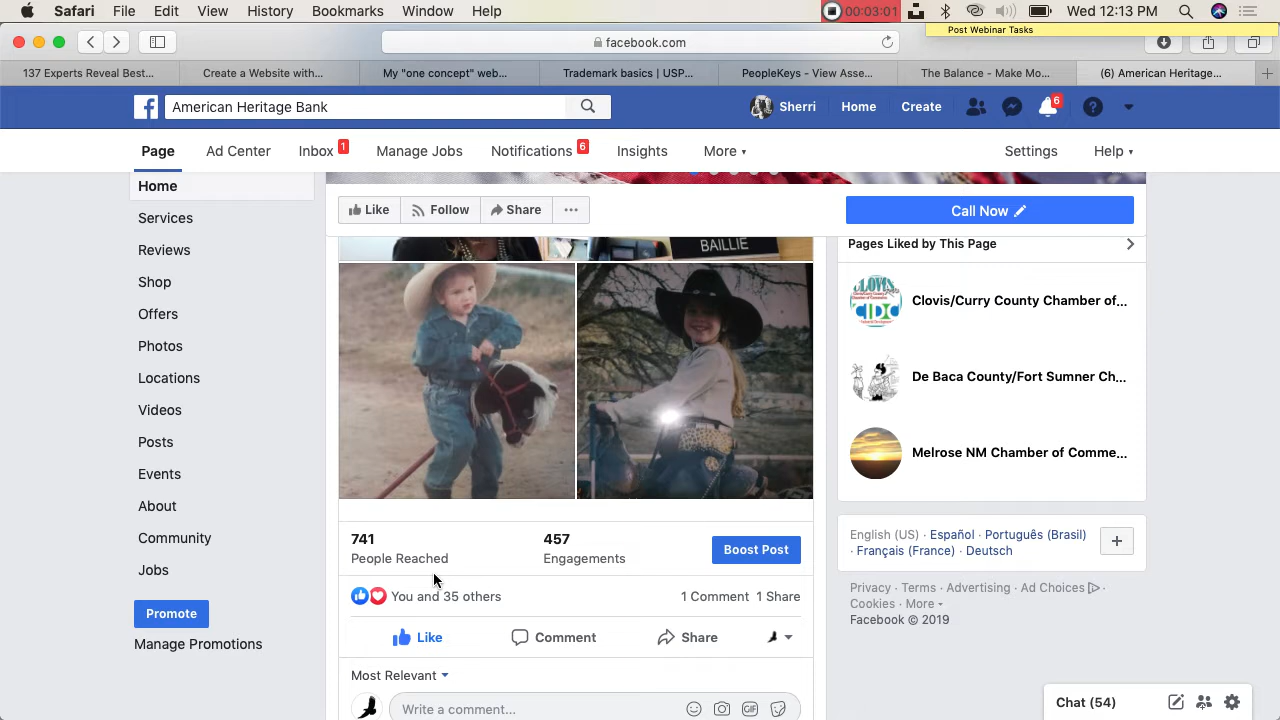 Safari File Edit View History Bookmarks Window Help 00:03:01 Wed 12:13 PM
Post Webinar Tasks
facebook.com
137 Experts Reveal Best... Create a Website with... My "one concept" web... Trademark basics | USP... PeopleKeys - View Asse... The Balance - Make Mo... (6) American Heritage...
American Heritage Bank Sherri Home Create 6
Page Ad Center Inbox 1 Manage Jobs Notifications 6 Insights More Settings Help
Home
Like Follow Share Call Now
Services
Reviews
Shop
Offers
Photos
Locations
Videos
Posts
Events
About
Community
Jobs
Promote
Manage Promotions
BAILLIE
741 457
People Reached Engagements Boost Post
You and 35 others 1 Comment 1 Share
Like Comment Share
Most Relevant
Write a comment...
GIF
Pages Liked by This Page
CLOVIS
CIDC
Clovis/Curry County Chamber of...
De Baca County/Fort Sumner Ch...
Melrose NM Chamber of Comme...
English (US) · Español · Português (Brasil)
· Français (France) · Deutsch
Privacy · Terms · Advertising · Ad Choices ·
Cookies · More
Facebook © 2019
Chat (54)